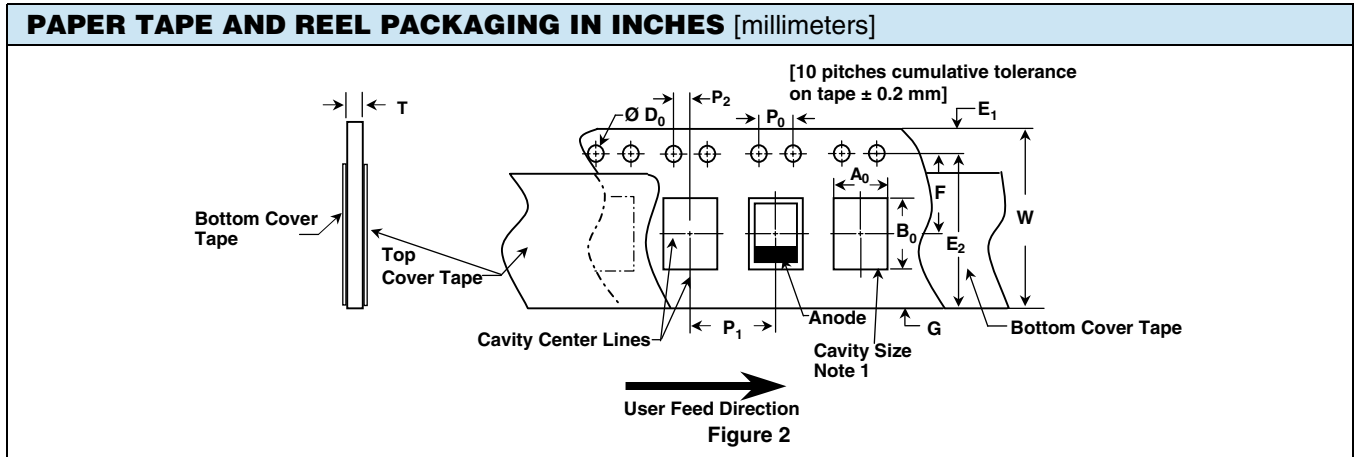 PAPER TAPE AND REEL PACKAGING IN INCHES [millimeters]
[10 pitches cumulative tolerance
on tape ± 0.2 mm]
T
Ø D0
P2
P0
E1
A0
F
W
B0
E2
Bottom Cover
Tape
Top
Cover Tape
Anode
P1
G
Bottom Cover Tape
Cavity Center Lines
Cavity Size
Note 1
User Feed Direction
Figure 2